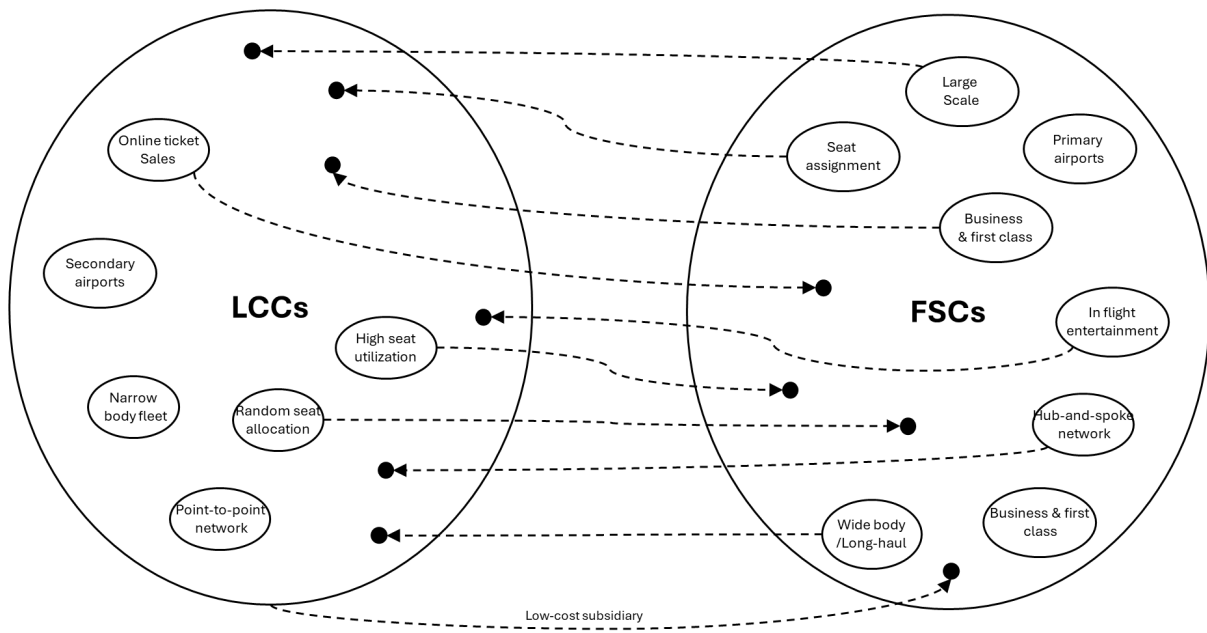 Large
Scale
Online ticket
Sales
Seat
assignment
Primary
airports
Business
& first class
Secondary
airports
LCCs
FSCs
In flight
entertainment
High seat
utilization
Narrow
body fleet
Random seat
allocation
Hub-and-spoke
network
Point-to-point
network
Wide body
/Long-haul
Business & first
class
Low-cost subsidiary